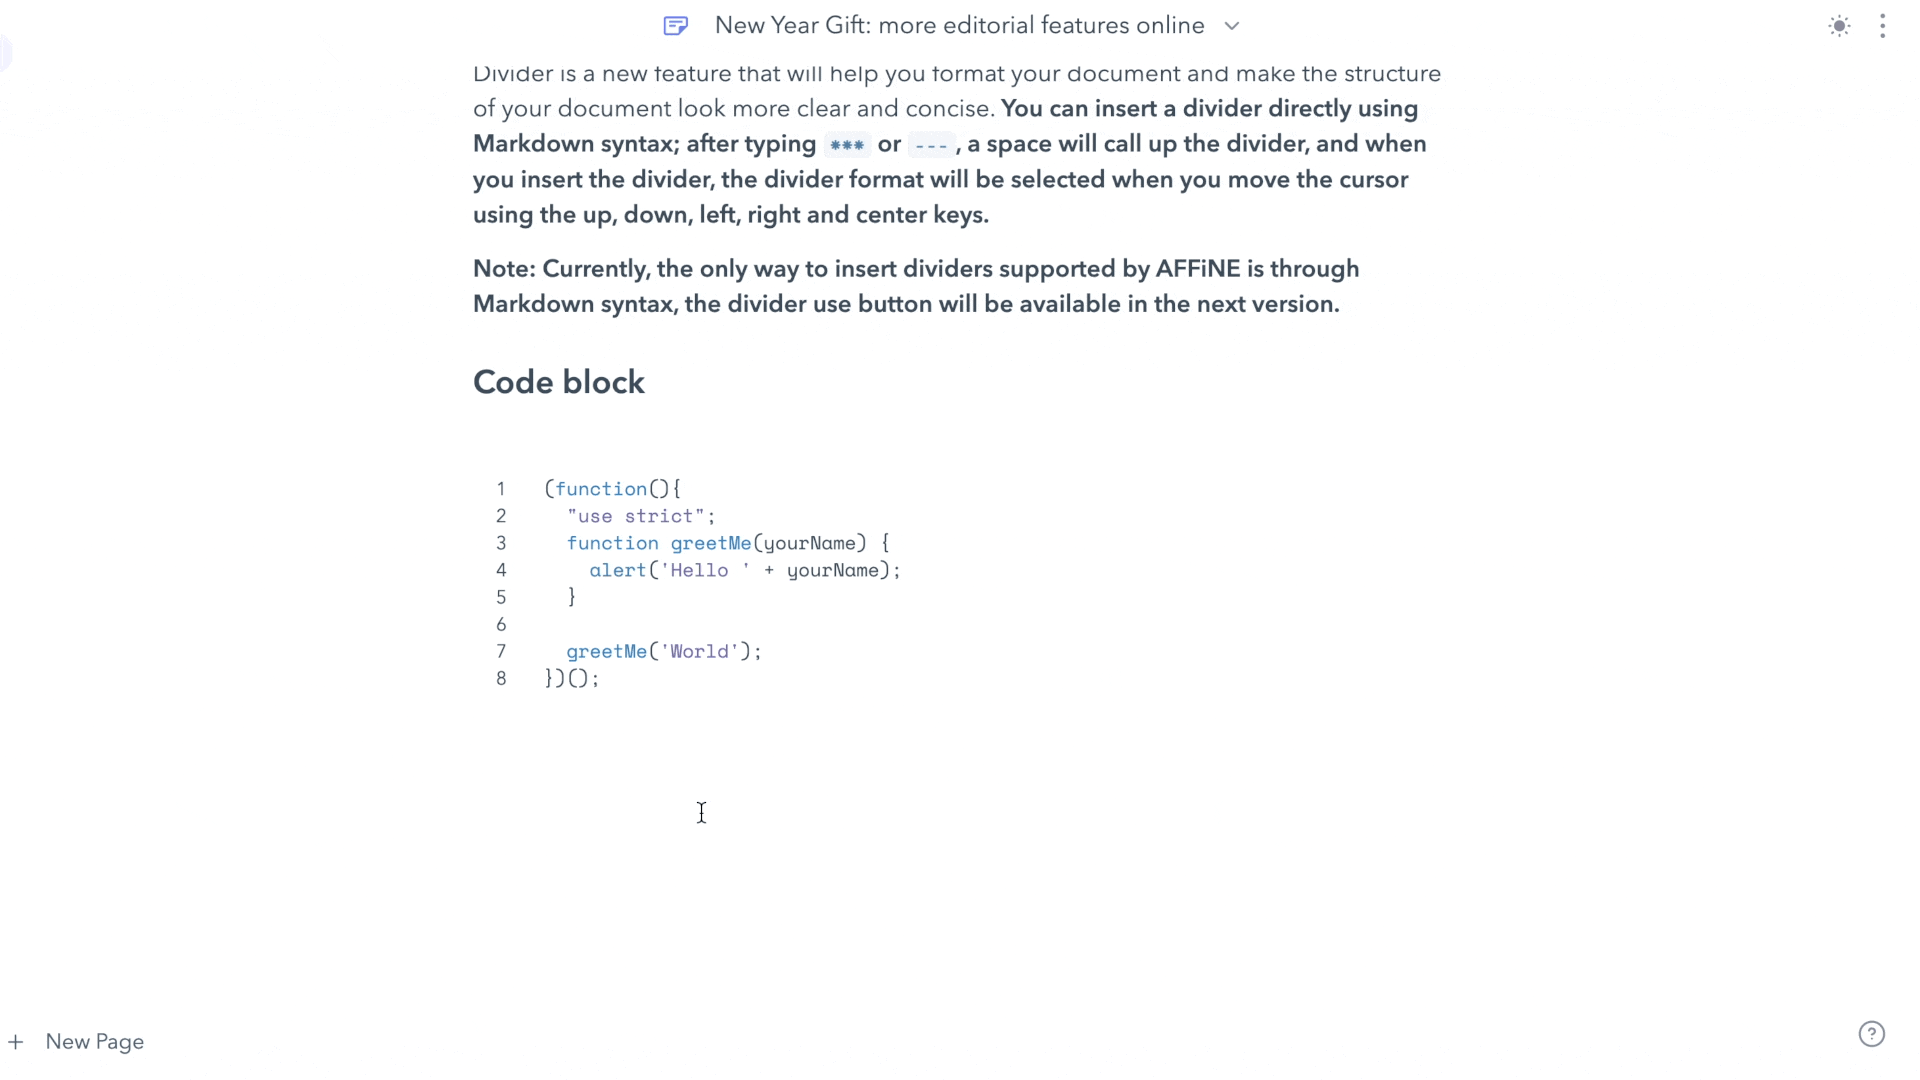 New Year Gift: more editorial features online
Divider is a new feature that will help you format your document and make the structure
of your document look more clear and concise. You can insert a divider directly using
Markdown syntax; after typing *** or ---, a space will call up the divider, and when
you insert the divider, the divider format will be selected when you move the cursor
using the up, down, left, right and center keys.
Note: Currently, the only way to insert dividers supported by AFFiNE is through
Markdown syntax, the divider use button will be available in the next version.
Code block
1 (function(){
2   "use strict";
3   function greetMe(yourName) {
4     alert('Hello ' + yourName);
5   }
6
7   greetMe('World');
8 })();
+ New Page
?